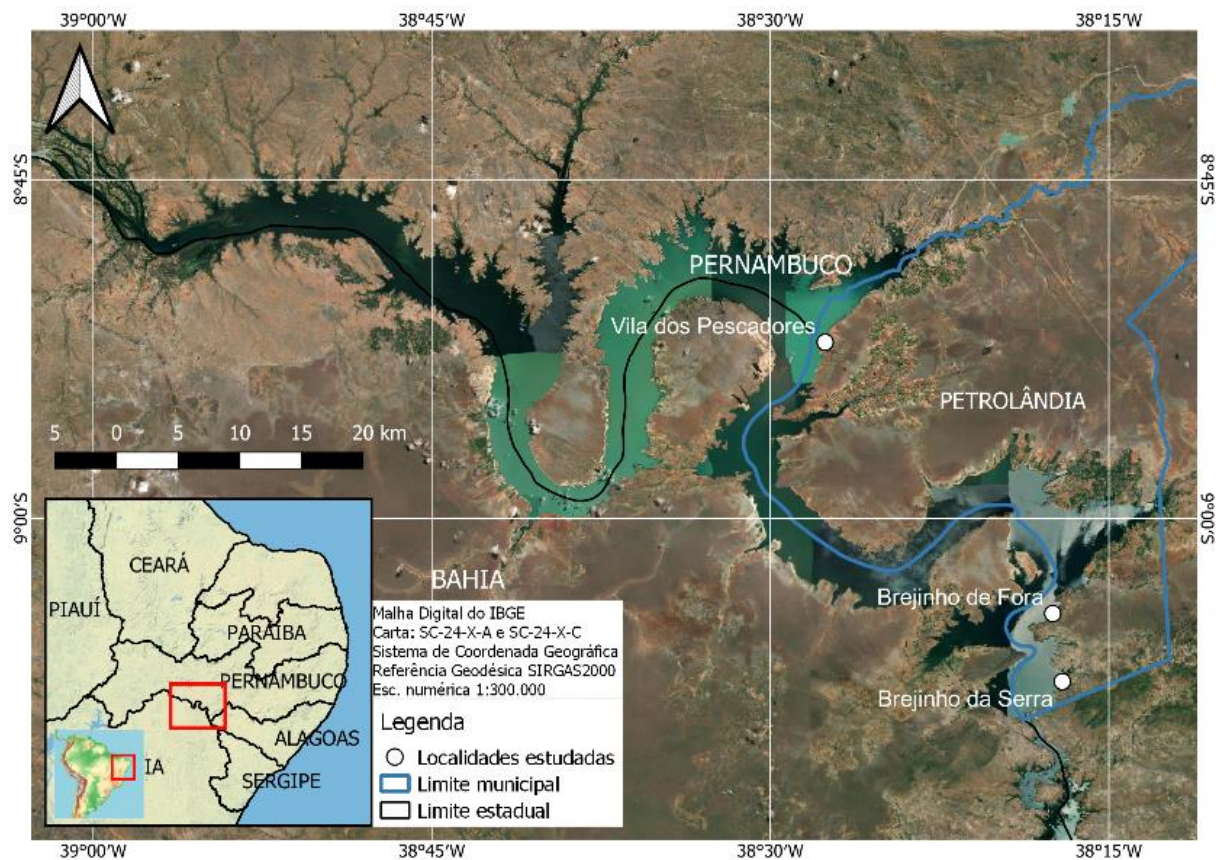 39°00'W
38°45'W
38°30'W
38°15'W
8°45'S
8°45'S
PERNAMBUCO
Vila dos Pescadores
PETROLÂNDIA
5 0 5 10 15 20 km
9°00'S
9°00'S
BAHIA
Brejinho de Fora
Brejinho da Serra
CEARÁ
PIAUÍ
PARAIBA
PERNAMBUCO
ALAGOAS
SERGIPE
IA
Malha Digital do IBGE
Carta: SC-24-X-A e SC-24-X-C
Sistema de Coordenada Geográfica
Referência Geodésica SIRGAS2000
Esc. numérica 1:300.000
Legenda
Localidades estudadas
Limite municipal
Limite estadual
39°00'W
38°45'W
38°30'W
38°15'W